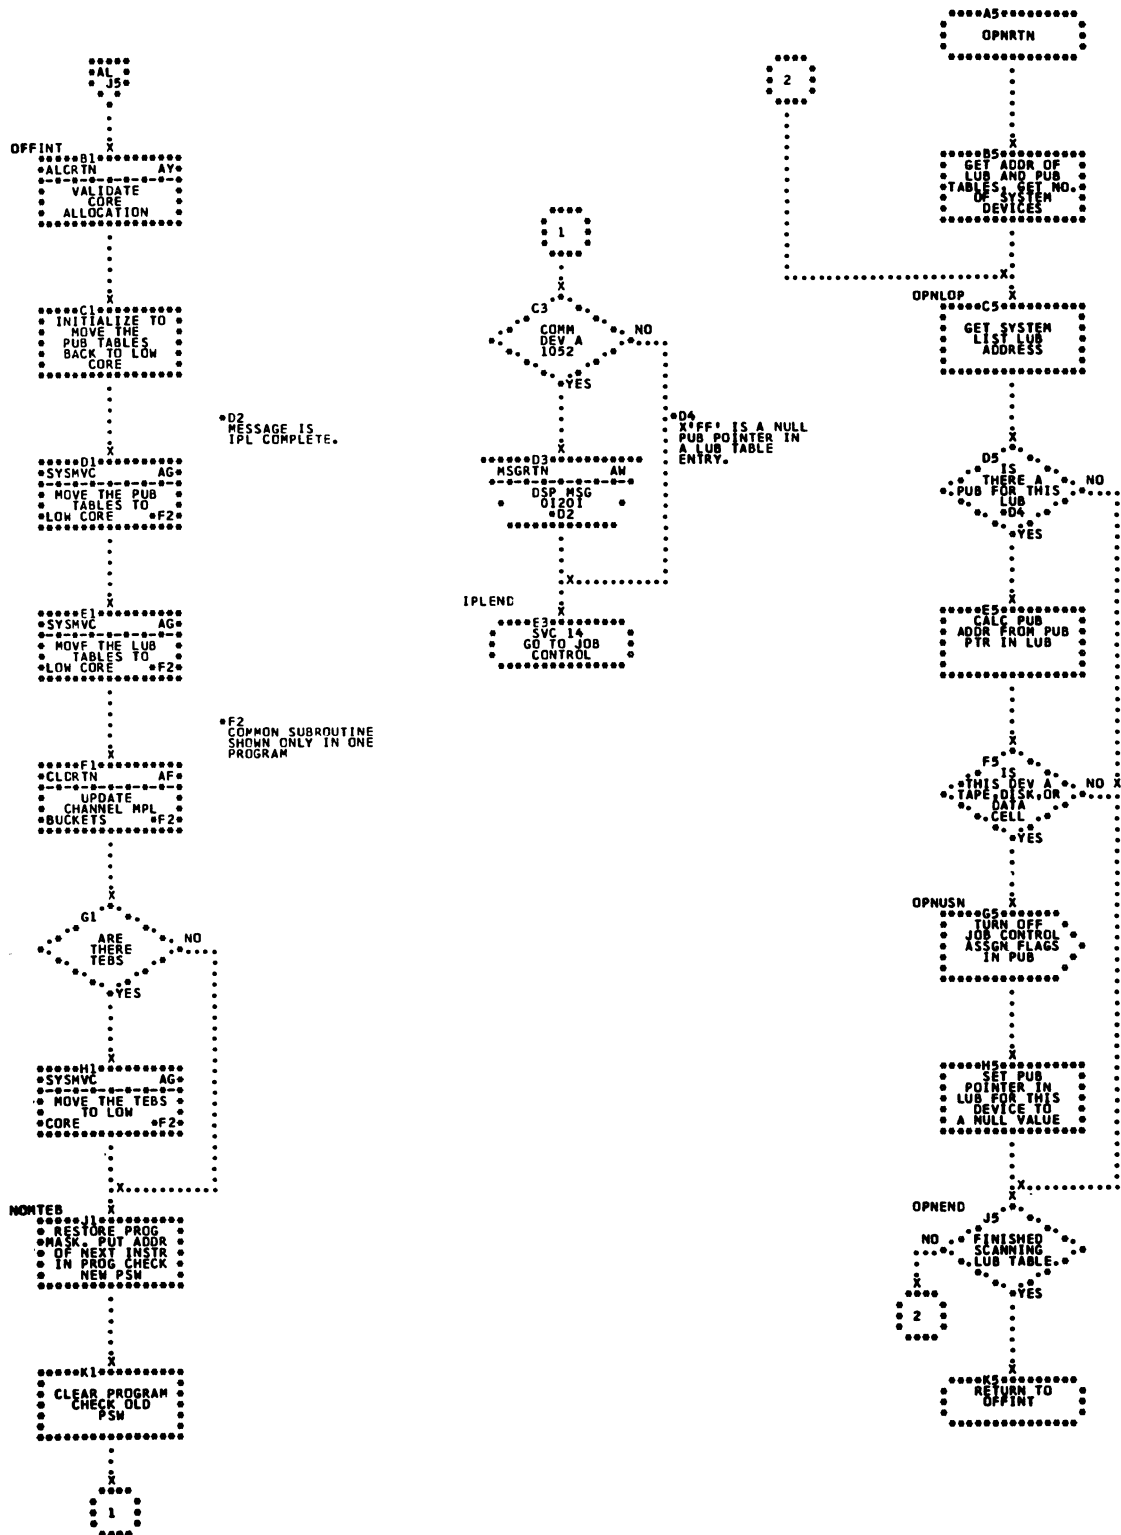 AL
J5
OFFINT
B1
ALCRTN AY
VALIDATE
CORE
ALLOCATION
C1
INITIALIZE TO
MOVE THE
PUB TABLES
BACK TO LOW
CORE
*D2
MESSAGE IS
IPL COMPLETE.
D1
SYSMVC AG
MOVE THE PUB
TABLES TO
LOW CORE *F2
E1
SYSMVC AG
MOVE THE LUB
TABLES TO
LOW CORE *F2
*F2
COMMON SUBROUTINE
SHOWN ONLY IN ONE
PROGRAM
F1
CLDRTN AF
UPDATE
CHANNEL MPL
BUCKETS *F2
G1
ARE
THERE
TEBS
NO
YES
H1
SYSMVC AG
MOVE THE TEBS
TO LOW
CORE *F2
NOMTEB
J1
RESTORE PROG
MASK. PUT ADDR
OF NEXT INSTR
IN PROG CHECK
NEW PSW
K1
CLEAR PROGRAM
CHECK OLD
PSW
1
1
C3
COMM
DEV A
1052
NO
YES
*D4
X'FF' IS A NULL
PUB POINTER IN
A LUB TABLE
ENTRY.
D3
MSGRTN AW
DSP MSG
0I20I
*D2
IPLEND
E3
SVC 14
GO TO JOB
CONTROL
2
A5
OPNRTN
B5
GET ADDR OF
LUB AND PUB
TABLES, GET NO.
OF SYSTEM
DEVICES
OPNLOP
C5
GET SYSTEM
LIST LUB
ADDRESS
D5
IS
THERE A
PUB FOR THIS
LUB
*D4
NO
YES
E5
CALC PUB
ADDR FROM PUB
PTR IN LUB
F5
IS
THIS DEV A
TAPE,DISK,OR
DATA
CELL
NO
YES
OPNUSN
G5
TURN OFF
JOB CONTROL
ASSGN FLAGS
IN PUB
H5
SET PUB
POINTER IN
LUB FOR THIS
DEVICE TO
A NULL VALUE
OPNEND
J5
FINISHED
SCANNING
LUB TABLE
NO
YES
2
K5
RETURN TO
OFFINT